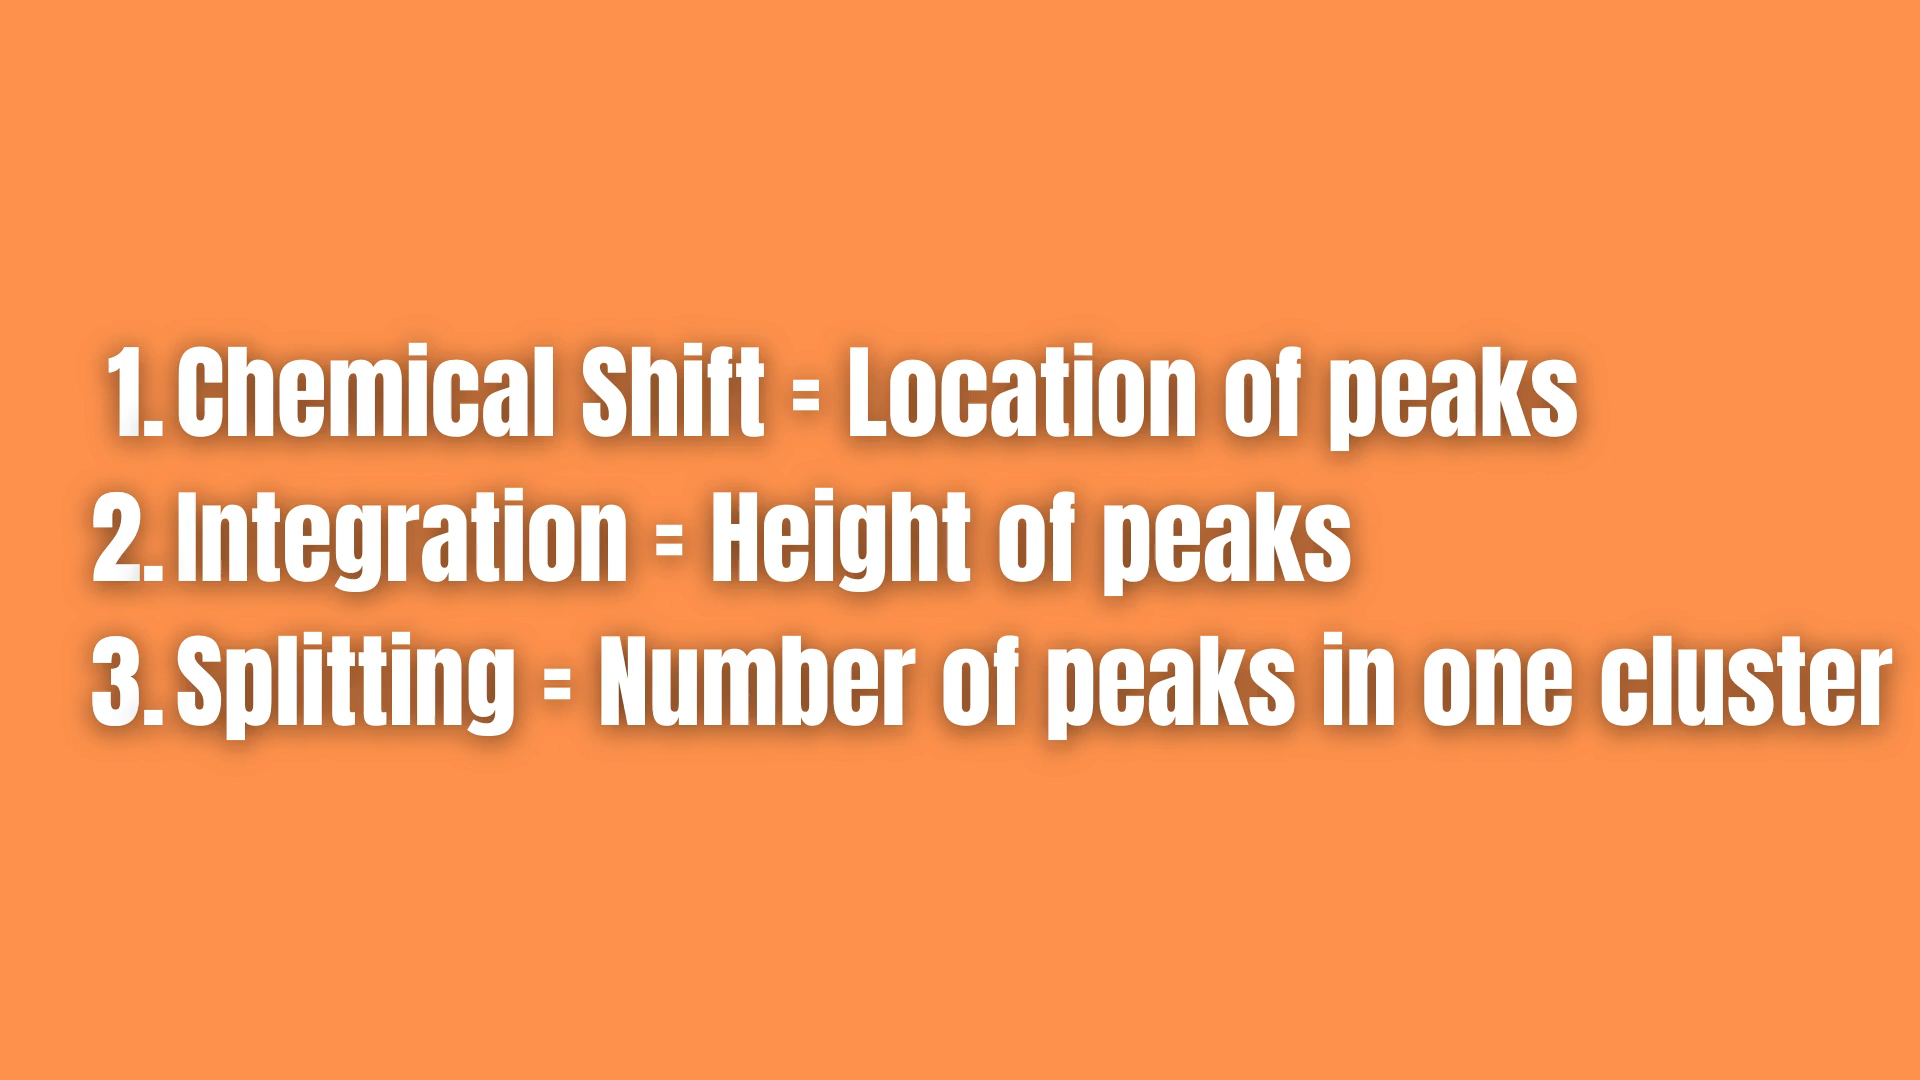 1. Chemical Shift = Location of peaks
2. Integration = Height of peaks
3. Splitting = Number of peaks in one cluster